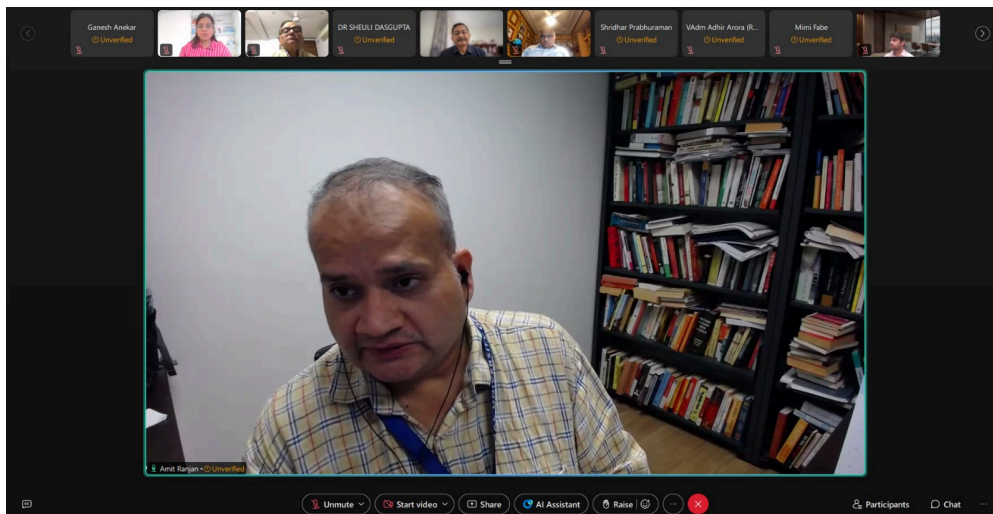 Ganesh Anekar
Unverified
DR SHEULI DASGUPTA
Unverified
Shridhar Prabhuraman
Unverified
VAdm Adhir Arora (R...
Unverified
Mimi Fabe
Unverified
Amit Ranjan • Unverified
Unmute
Start video
Share
AI Assistant
Raise
Participants
Chat